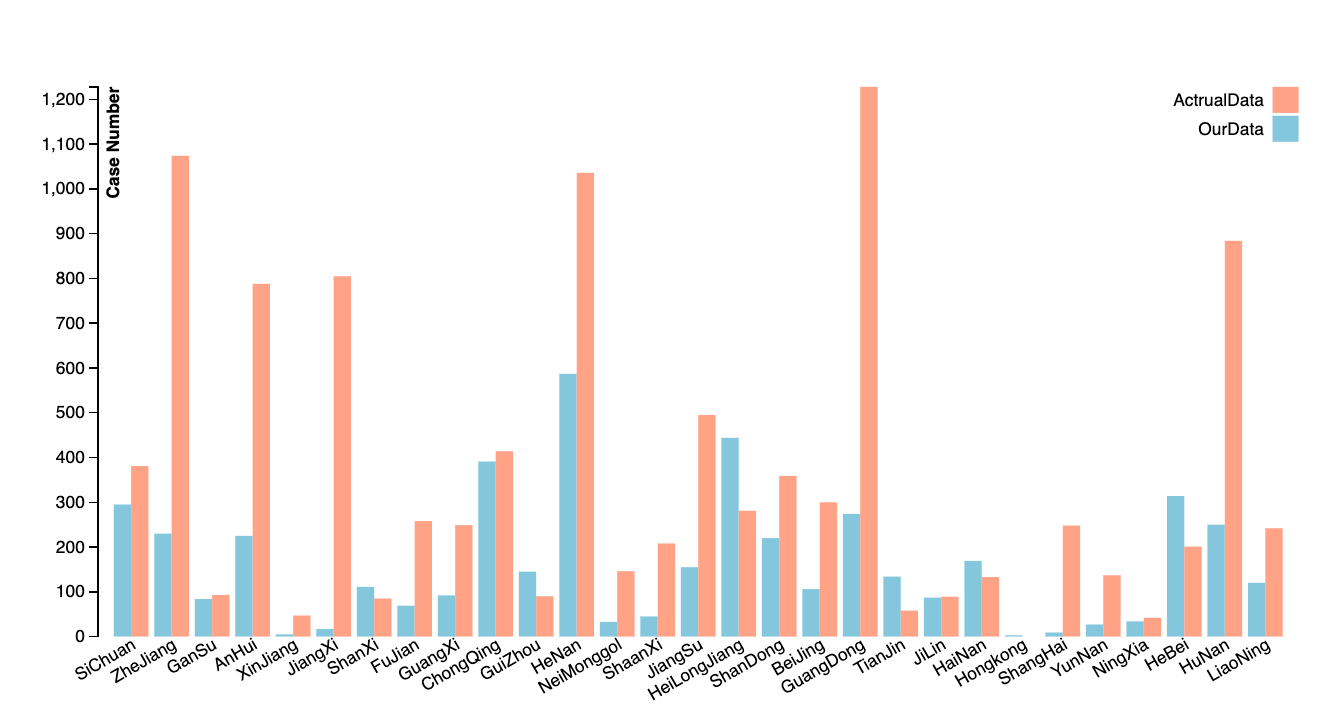 ActrualData
OurData
Case Number
1,200
1,100
1,000
900
800
700
600
500
400
300
200
100
0
SiChuan
ZheJiang
GanSu
AnHui
XinJiang
JiangXi
ShanXi
FuJian
GuangXi
ChongQing
GuiZhou
HeNan
NeiMonggol
ShaanXi
JiangSu
HeiLongJiang
ShanDong
BeiJing
GuangDong
TianJin
JiLin
HaiNan
Hongkong
ShangHai
YunNan
NingXia
HeBei
HuNan
LiaoNing